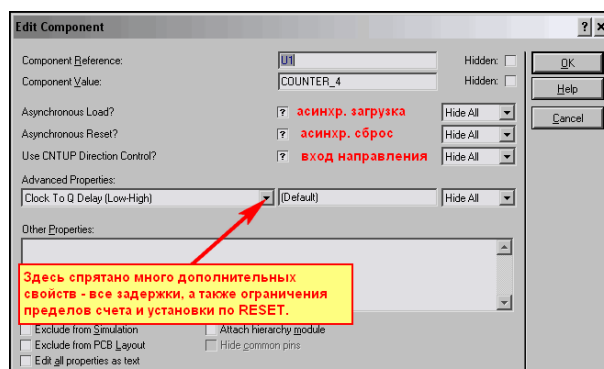 Edit Component
? ×
Component Reference:
U1
Hidden:
OK
Component Value:
COUNTER_4
Hidden:
Help
Asynchronous Load?
? асинхр. загрузка
Hide All
Cancel
Asynchronous Reset?
? асинхр. сброс
Hide All
Use CNTUP Direction Control?
? вход направления
Hide All
Advanced Properties:
Clock To Q Delay (Low-High)
(Default)
Hide All
Other Properties:
Здесь спрятано много дополнительных
свойств - все задержки, а также ограничения
пределов счета и установки по RESET.
Exclude from Simulation
Attach hierarchy module
Exclude from PCB Layout
Hide common pins
Edit all properties as text